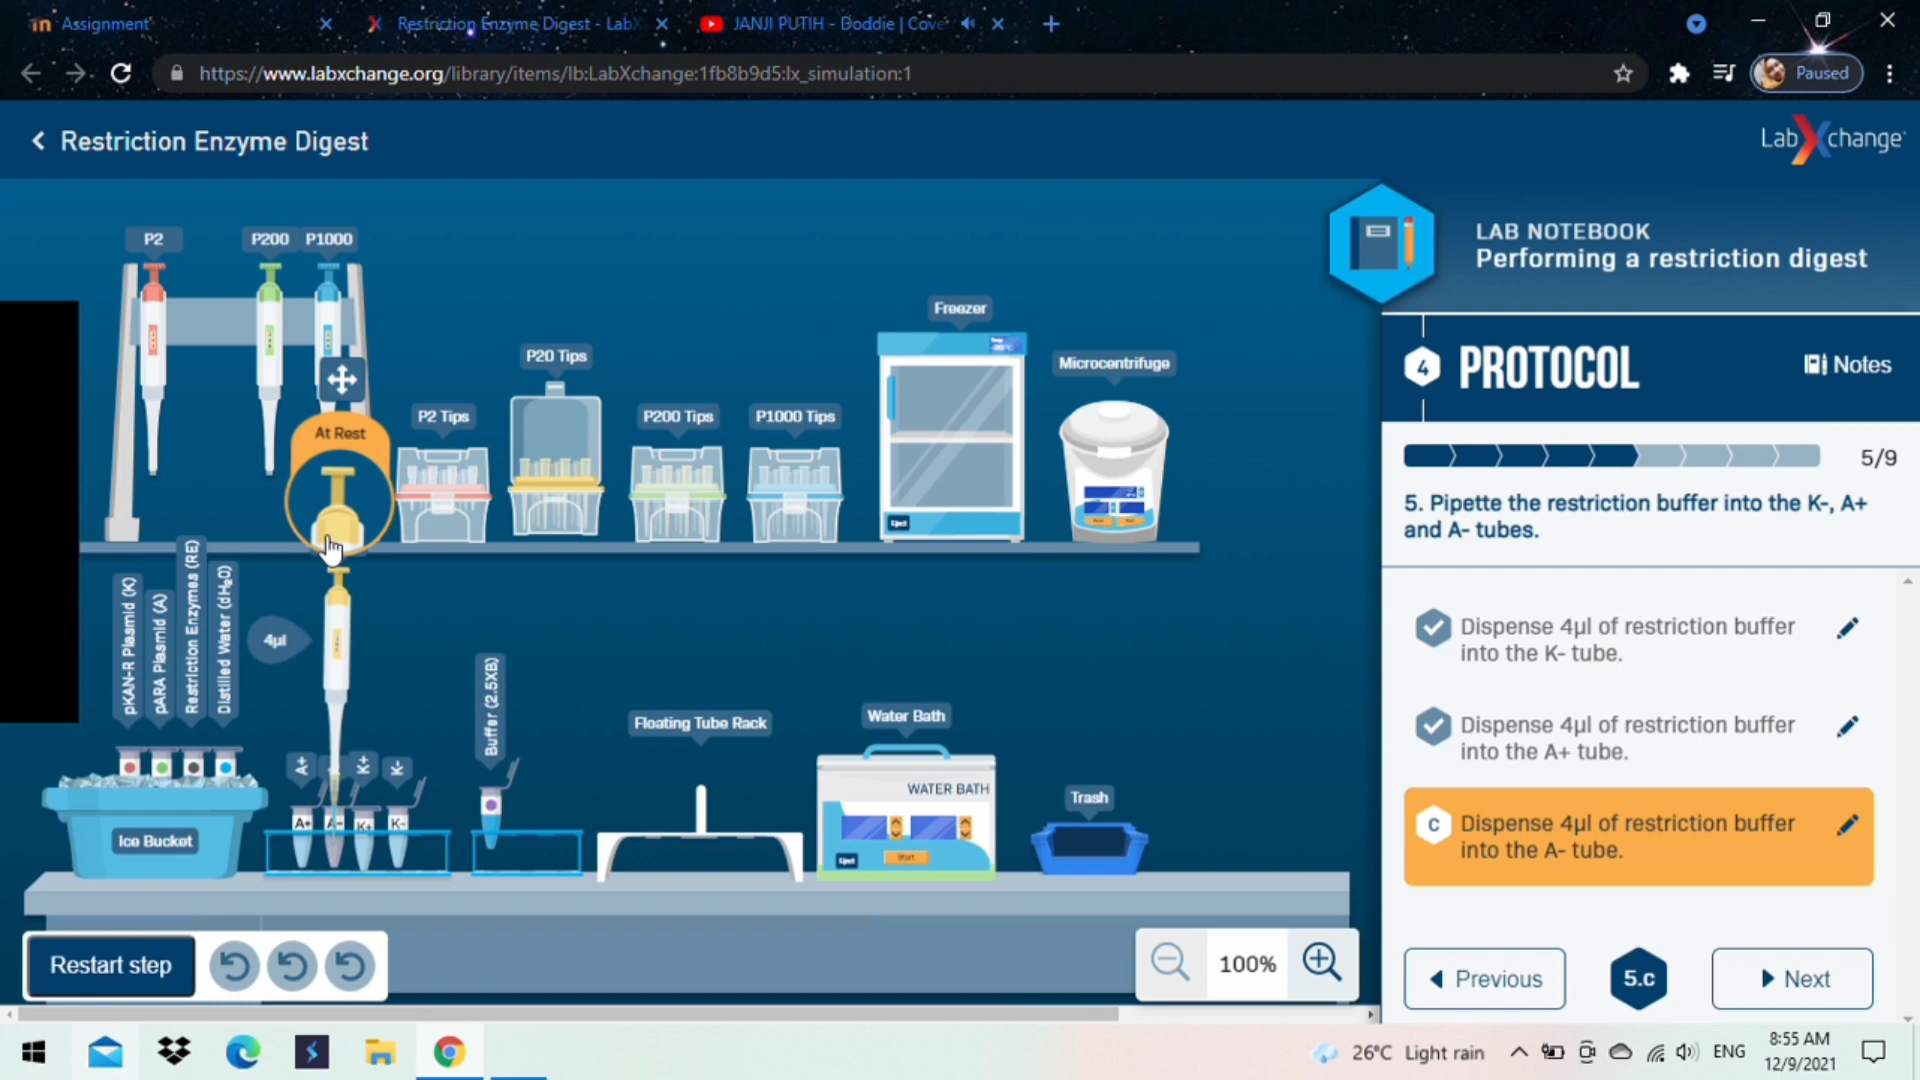 Assignment
Restriction Enzyme Digest - LabX
JANJI PUTIH - Doddie | Cove
https://www.labxchange.org/library/items/lb:LabXchange:1fb8b9d5:lx_simulation:1
Paused
Restriction Enzyme Digest
LabXchange
P2
P200
P1000
LAB NOTEBOOK
Performing a restriction digest
Freezer
P20 Tips
Microcentrifuge
4
PROTOCOL
Notes
P2 Tips
P200 Tips
P1000 Tips
At Rest
5/9
5. Pipette the restriction buffer into the K-, A+
and A- tubes.
Eject
pKAN-R Plasmid (K)
pARA Plasmid (A)
Restriction Enzymes (RE)
Distilled Water (dH₂O)
4µl
Buffer (2.5XB)
Dispense 4µl of restriction buffer
into the K- tube.
Floating Tube Rack
Water Bath
Dispense 4µl of restriction buffer
into the A+ tube.
A+
K+
K-
WATER BATH
Trash
A+
A-
K+
K-
Ice Bucket
Eject
Start
C
Dispense 4µl of restriction buffer
into the A- tube.
Restart step
100%
Previous
5.c
Next
26°C Light rain
ENG
8:55 AM
12/9/2021